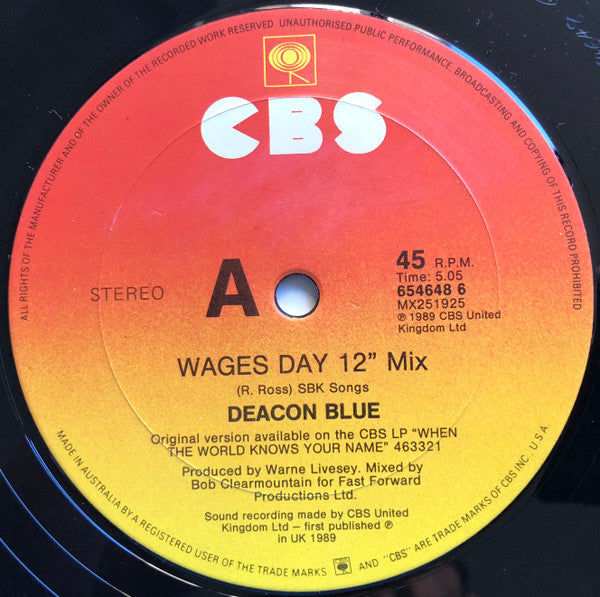 ALL RIGHTS OF THE MANUFACTURER AND OF THE OWNER OF THE RECORDED WORK RESERVED. UNAUTHORISED PUBLIC PERFORMANCE, BROADCASTING AND COPYING OF THIS RECORD PROHIBITED
CBS
STEREO
A
45 R.P.M.
Time: 5.05
654648 6
MX251925
℗ 1989 CBS United
Kingdom Ltd
WAGES DAY 12” Mix
(R. Ross) SBK Songs
DEACON BLUE
Original version available on the CBS LP “WHEN
THE WORLD KNOWS YOUR NAME” 463321
Produced by Warne Livesey. Mixed by
Bob Clearmountain for Fast Forward
Productions Ltd.
Sound recording made by CBS United
Kingdom Ltd – first published ℗
in UK 1989
MADE IN AUSTRALIA BY A REGISTERED USER OF THE TRADE MARKS AND "CBS" ARE TRADE MARKS OF CBS INC. U S A